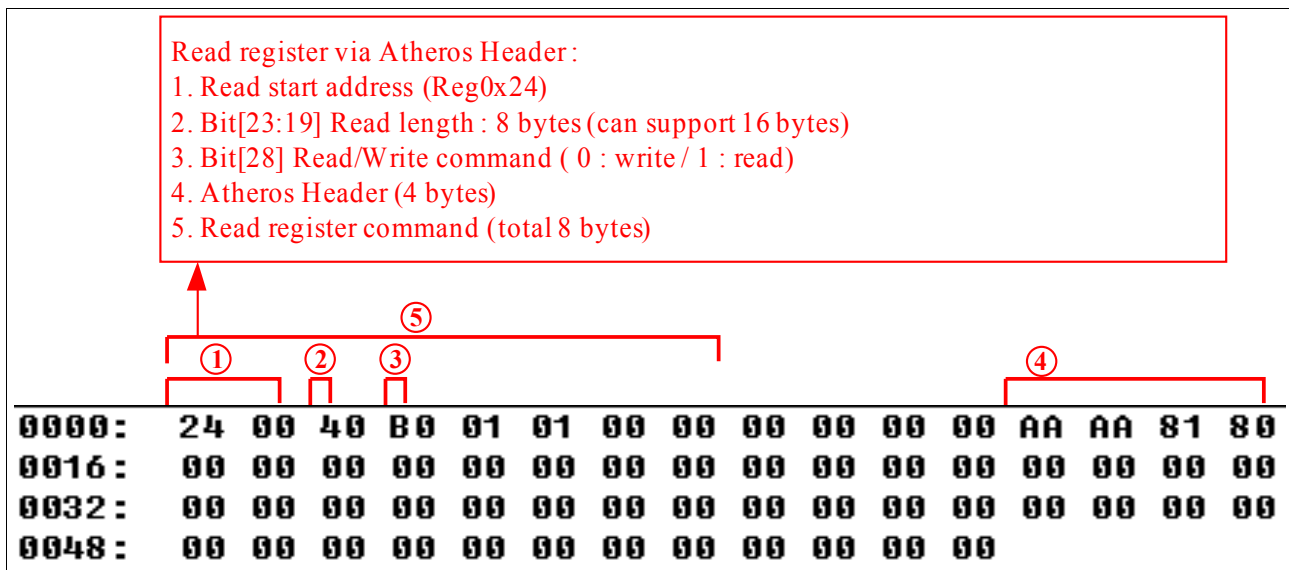 Read register via Atheros Header :
1. Read start address (Reg0x24)
2. Bit[23:19] Read length : 8 bytes (can support 16 bytes)
3. Bit[28] Read/Write command ( 0 : write / 1 : read)
4. Atheros Header (4 bytes)
5. Read register command (total 8 bytes)
5
1 2 3 4
0000: 24 00 40 B0 01 01 00 00 00 00 00 00 AA AA 81 80
0016: 00 00 00 00 00 00 00 00 00 00 00 00 00 00 00 00
0032: 00 00 00 00 00 00 00 00 00 00 00 00 00 00 00 00
0048: 00 00 00 00 00 00 00 00 00 00 00 00